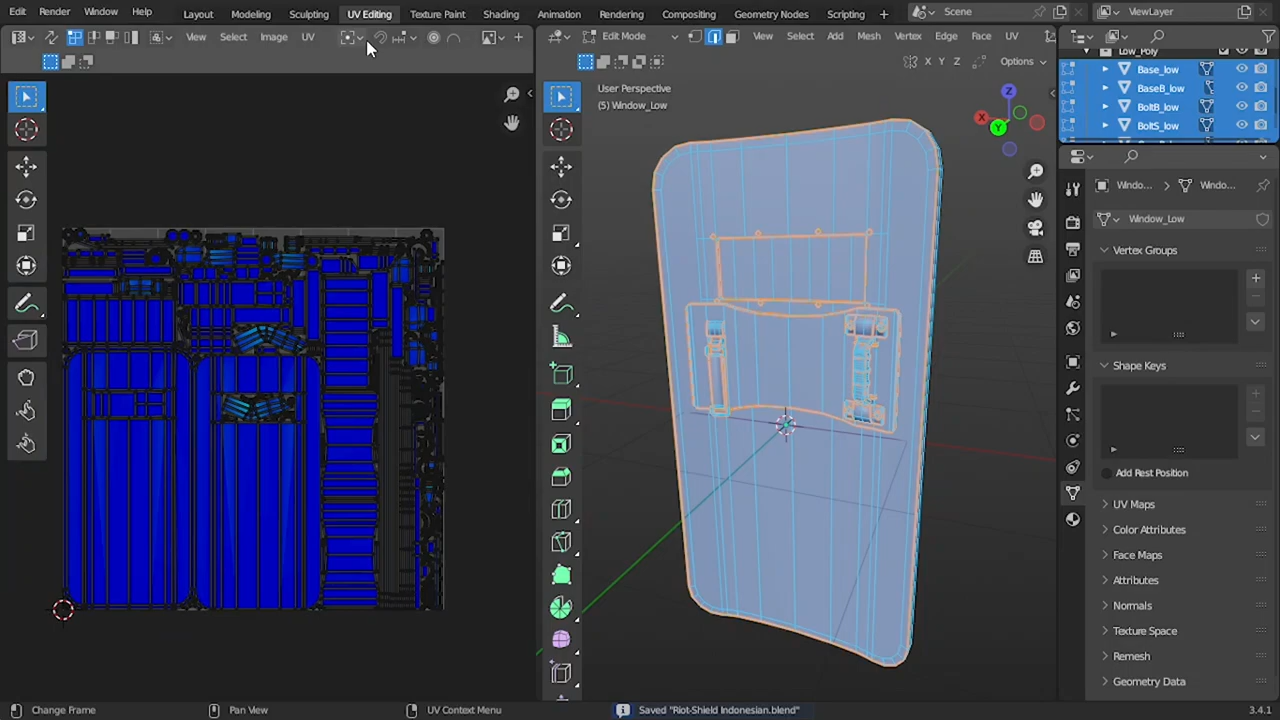 File Edit Render Window Help Layout Modeling Sculpting UV Editing Texture Paint Shading Animation Rendering Compositing Geometry Nodes Scripting + Scene ViewLayer
View Select Image UV
Edit Mode View Select Add Mesh Vertex Edge Face UV
X Y Z Options
User Perspective
(5) Window_Low
X Y Z
Low_Poly
Base_low
BaseB_low
BoltB_low
BoltS_low
Windo... Windo...
Window_Low
Vertex Groups
Shape Keys
Add Rest Position
UV Maps
Color Attributes
Face Maps
Attributes
Normals
Texture Space
Remesh
Geometry Data
Change Frame Pan View UV Context Menu Saved "Riot-Shield Indonesian.blend" 3.4.1